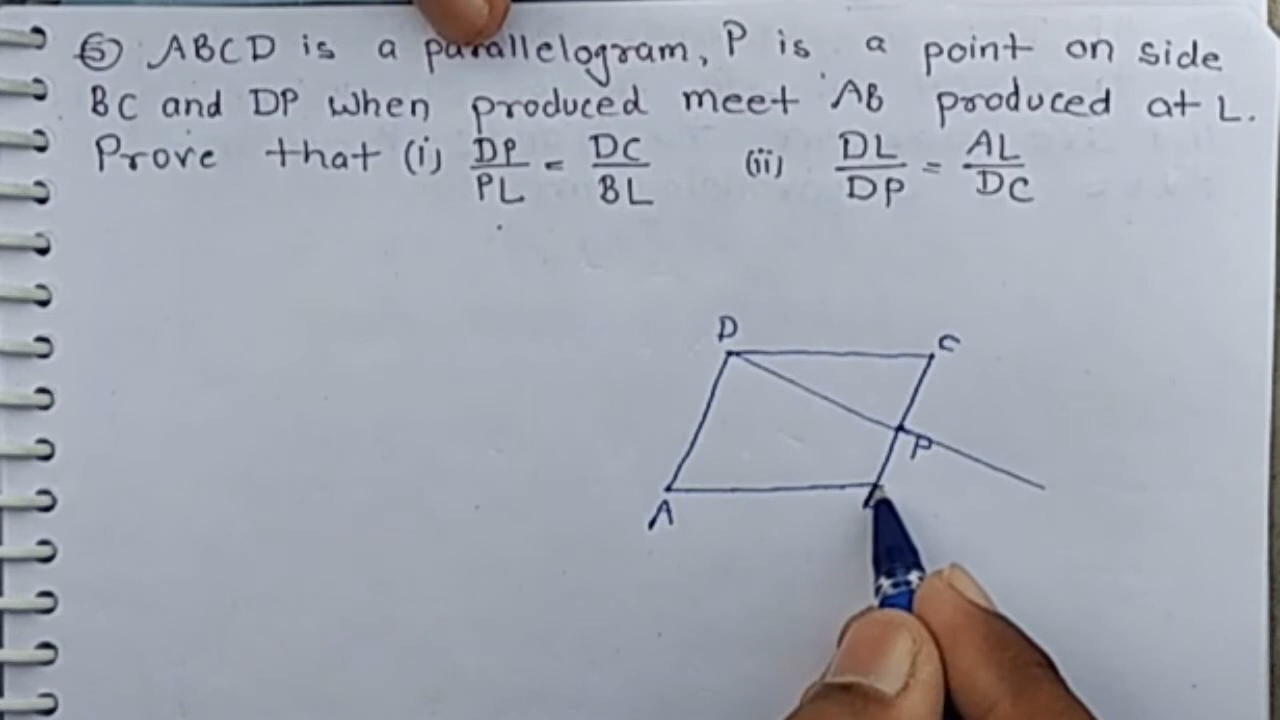 ⑤ ABCD is a parallelogram, P is a point on side
BC and DP when produced meet AB produced at L.
Prove that (i) DP/PL = DC/BL (ii) DL/DP = AL/DC
D C
P
A